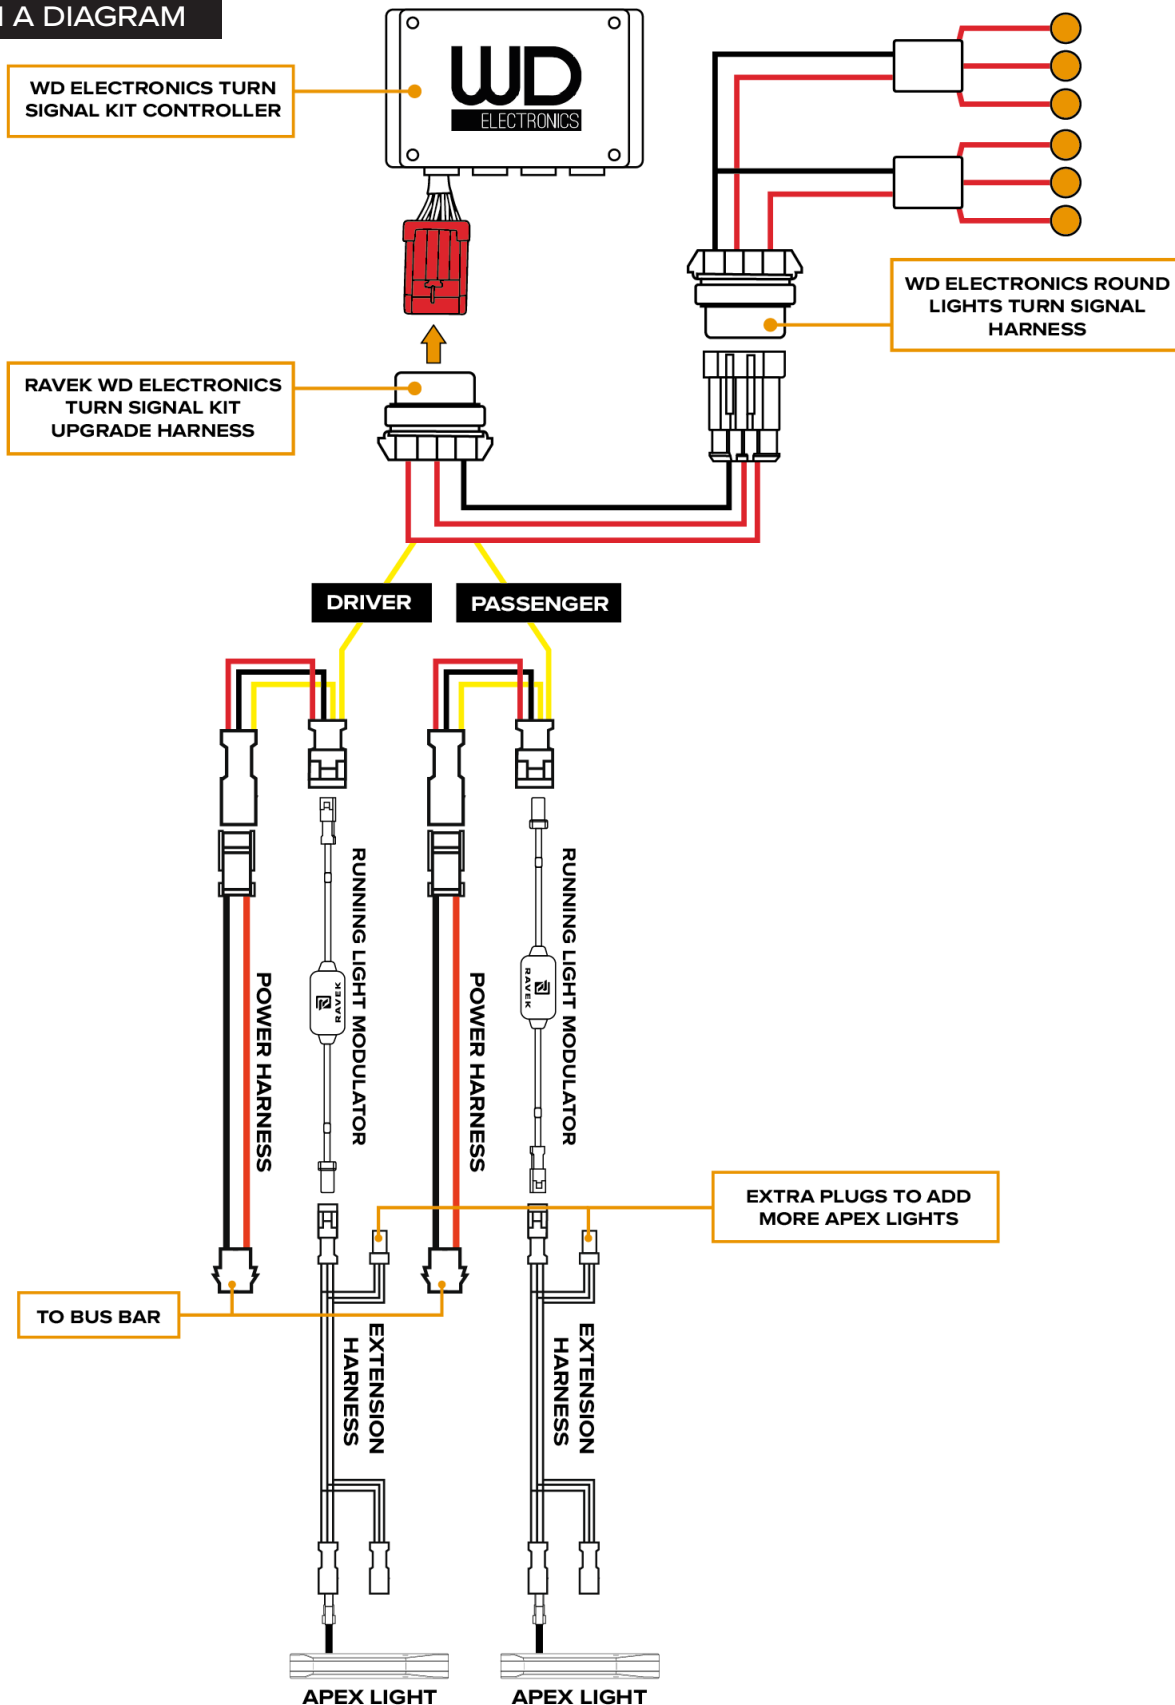 A DIAGRAM
WD ELECTRONICS TURN
SIGNAL KIT CONTROLLER
WD
ELECTRONICS
WD ELECTRONICS ROUND
LIGHTS TURN SIGNAL
HARNESS
RAVEK WD ELECTRONICS
TURN SIGNAL KIT
UPGRADE HARNESS
DRIVER
PASSENGER
RUNNING LIGHT MODULATOR
RUNNING LIGHT MODULATOR
RAVEK
RAVEK
POWER HARNESS
POWER HARNESS
EXTRA PLUGS TO ADD
MORE APEX LIGHTS
TO BUS BAR
EXTENSION
HARNESS
EXTENSION
HARNESS
APEX LIGHT
APEX LIGHT